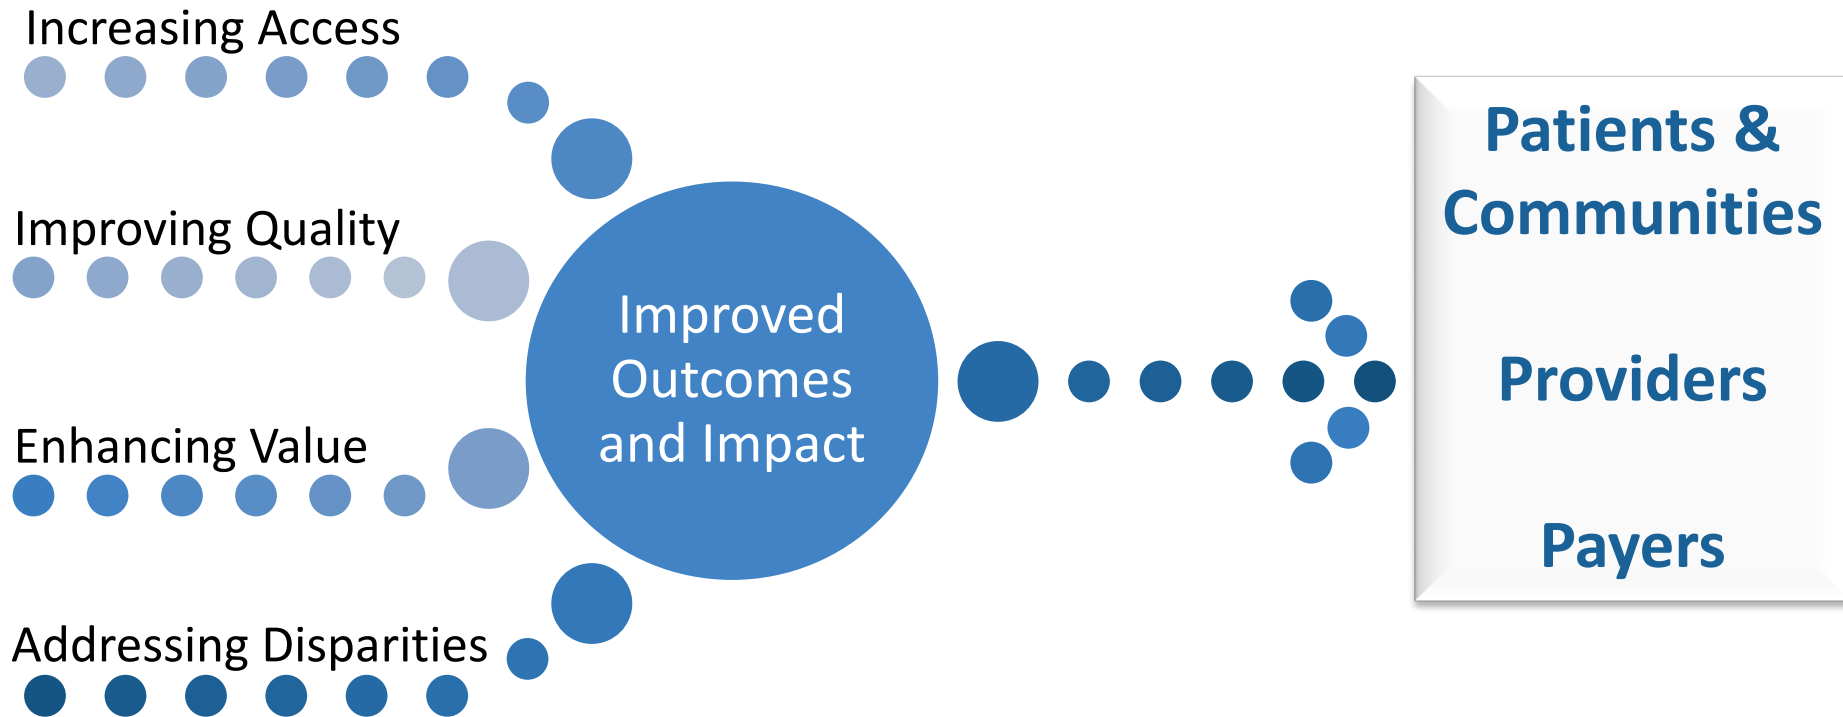 Increasing Access
Improving Quality
Enhancing Value
Addressing Disparities
Improved
Outcomes
and Impact
Patients &
Communities
Providers
Payers